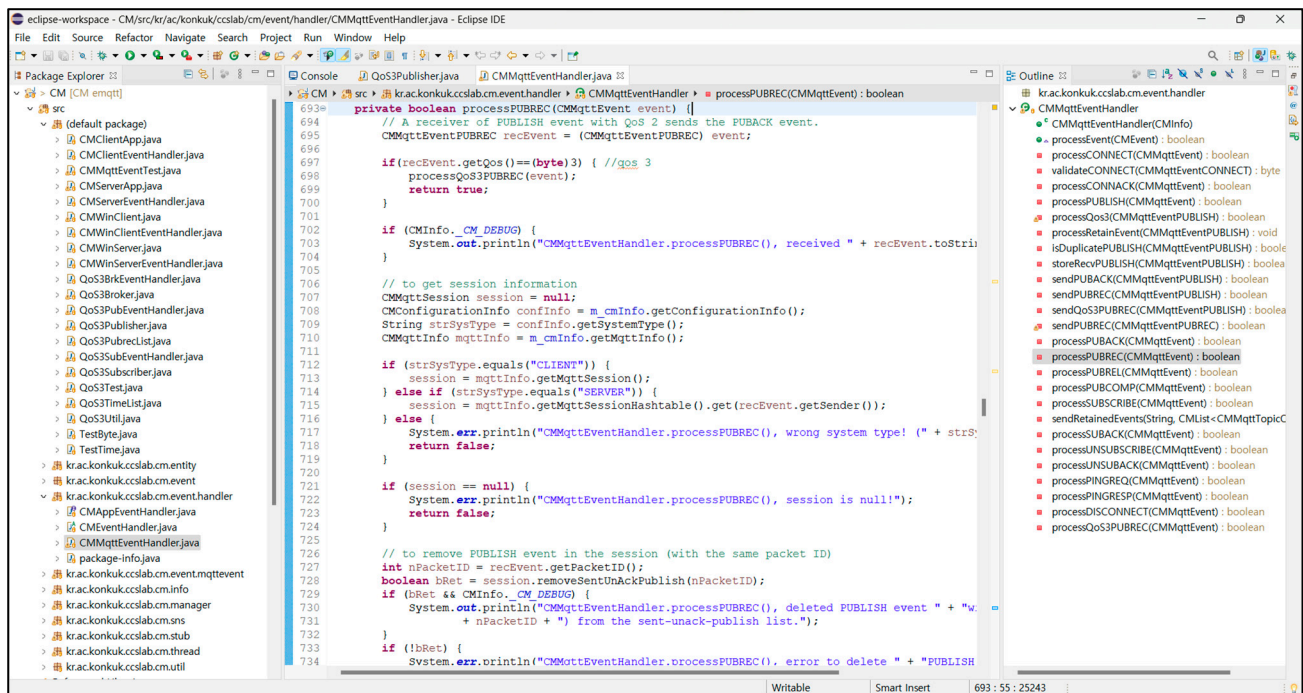 eclipse-workspace - CM/src/kr/ac/konkuk/ccslab/cm/event/handler/CMMqttEventHandler.java - Eclipse IDE
File Edit Source Refactor Navigate Search Project Run Window Help
Package Explorer
> CM [CM emqtt]
src
(default package)
CMClientApp.java
CMClientEventHandler.java
CMMqttEventTest.java
CMServerApp.java
CMServerEventHandler.java
CMWinClient.java
CMWinClientEventHandler.java
CMWinServer.java
CMWinServerEventHandler.java
QoS3BrkEventHandler.java
QoS3Broker.java
QoS3PubEventHandler.java
QoS3Publisher.java
QoS3PubrecList.java
QoS3SubEventHandler.java
QoS3Subscriber.java
QoS3Test.java
QoS3TimeList.java
QoS3Util.java
TestByte.java
TestTime.java
kr.ac.konkuk.ccslab.cm.entity
kr.ac.konkuk.ccslab.cm.event
kr.ac.konkuk.ccslab.cm.event.handler
CMAppEventHandler.java
CMEventHandler.java
CMMqttEventHandler.java
package-info.java
kr.ac.konkuk.ccslab.cm.event.mqttevent
kr.ac.konkuk.ccslab.cm.info
kr.ac.konkuk.ccslab.cm.manager
kr.ac.konkuk.ccslab.cm.sns
kr.ac.konkuk.ccslab.cm.stub
kr.ac.konkuk.ccslab.cm.thread
kr.ac.konkuk.ccslab.cm.util
Console QoS3Publisher.java CMMqttEventHandler.java
CM src kr.ac.konkuk.ccslab.cm.event.handler CMMqttEventHandler processPUBREC(CMMqttEvent) : boolean
693 private boolean processPUBREC(CMMqttEvent event) {
694 // A receiver of PUBLISH event with QoS 2 sends the PUBACK event.
695 CMMqttEventPUBREC recEvent = (CMMqttEventPUBREC) event;
696
697 if(recEvent.getQos()==(byte)3) { //qos 3
698 processQoS3PUBREC(event);
699 return true;
700 }
701
702 if (CMInfo._CM_DEBUG) {
703 System.out.println("CMMqttEventHandler.processPUBREC(), received " + recEvent.toStrin
704 }
705
706 // to get session information
707 CMMqttSession session = null;
708 CMConfigurationInfo confInfo = m_cmInfo.getConfigurationInfo();
709 String strSysType = confInfo.getSystemType();
710 CMMqttInfo mqttInfo = m_cmInfo.getMqttInfo();
711
712 if (strSysType.equals("CLIENT")) {
713 session = mqttInfo.getMqttSession();
714 } else if (strSysType.equals("SERVER")) {
715 session = mqttInfo.getMqttSessionHashtable().get(recEvent.getSender());
716 } else {
717 System.err.println("CMMqttEventHandler.processPUBREC(), wrong system type! (" + strSy
718 return false;
719 }
720
721 if (session == null) {
722 System.err.println("CMMqttEventHandler.processPUBREC(), session is null!");
723 return false;
724 }
725
726 // to remove PUBLISH event in the session (with the same packet ID)
727 int nPacketID = recEvent.getPacketID();
728 boolean bRet = session.removeSentUnAckPublish(nPacketID);
729 if (bRet && CMInfo._CM_DEBUG) {
730 System.out.println("CMMqttEventHandler.processPUBREC(), deleted PUBLISH event " + "wi
731 + nPacketID + ") from the sent-unack-publish list.");
732 }
733 if (!bRet) {
734 System.err.println("CMMqttEventHandler.processPUBREC(), error to delete " + "PUBLISH
Outline
kr.ac.konkuk.ccslab.cm.event.handler
CMMqttEventHandler
CMMqttEventHandler(CMInfo)
processEvent(CMEvent) : boolean
processCONNECT(CMMqttEvent) : boolean
validateCONNECT(CMMqttEventCONNECT) : byte
processCONNACK(CMMqttEvent) : boolean
processPUBLISH(CMMqttEvent) : boolean
processQos3(CMMqttEventPUBLISH) : boolean
processRetainEvent(CMMqttEventPUBLISH) : void
isDuplicatePUBLISH(CMMqttEventPUBLISH) : boole
storeRecvPUBLISH(CMMqttEventPUBLISH) : boolea
sendPUBACK(CMMqttEventPUBLISH) : boolean
sendPUBREC(CMMqttEventPUBLISH) : boolean
sendQoS3PUBREC(CMMqttEventPUBLISH) : boolea
sendPUBREC(CMMqttEventPUBREC) : boolean
processPUBACK(CMMqttEvent) : boolean
processPUBREC(CMMqttEvent) : boolean
processPUBREL(CMMqttEvent) : boolean
processPUBCOMP(CMMqttEvent) : boolean
processSUBSCRIBE(CMMqttEvent) : boolean
sendRetainedEvents(String, CMList<CMMqttTopicC
processSUBACK(CMMqttEvent) : boolean
processUNSUBSCRIBE(CMMqttEvent) : boolean
processUNSUBACK(CMMqttEvent) : boolean
processPINGREQ(CMMqttEvent) : boolean
processPINGRESP(CMMqttEvent) : boolean
processDISCONNECT(CMMqttEvent) : boolean
processQoS3PUBREC(CMMqttEvent) : boolean
Writable Smart Insert 693 : 55 : 25243